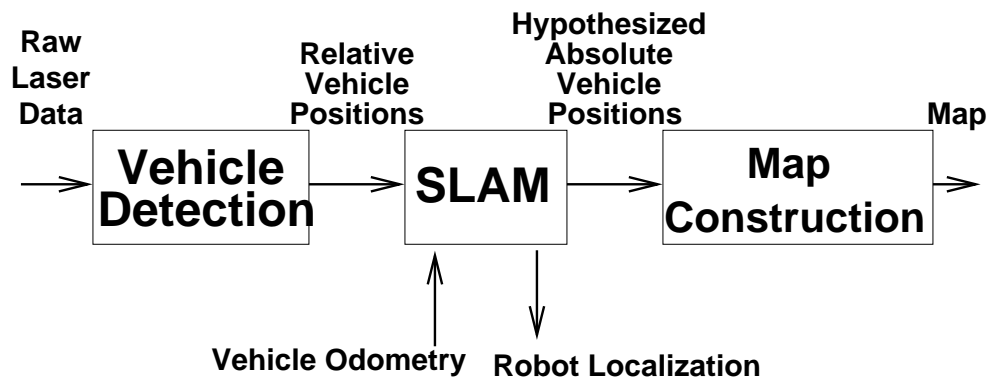 Raw
Laser
Data
Relative
Vehicle
Positions
Hypothesized
Absolute
Vehicle
Positions
Map
Vehicle
Detection
SLAM
Map
Construction
Vehicle Odometry
Robot Localization